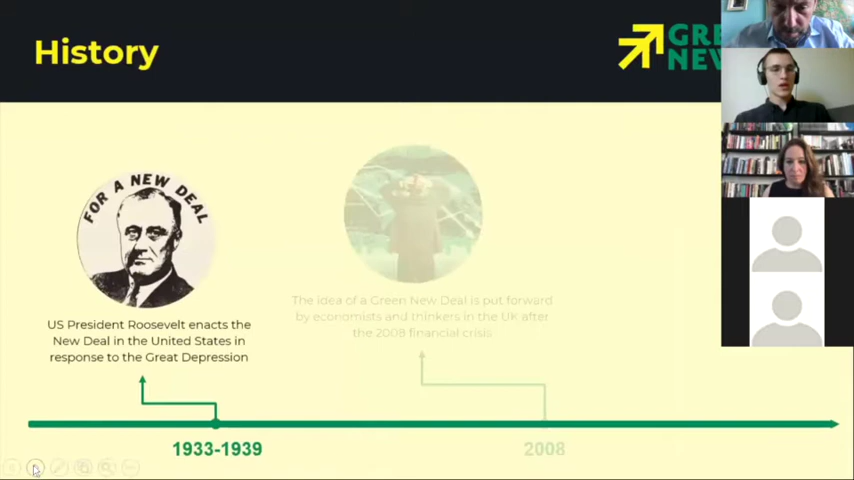 History
GRE
NEW
FOR A NEW DEAL
US President Roosevelt enacts the
New Deal in the United States in
response to the Great Depression
The idea of a Green New Deal is put forward
by economists and thinkers in the UK after
the 2008 financial crisis
1933-1939
2008